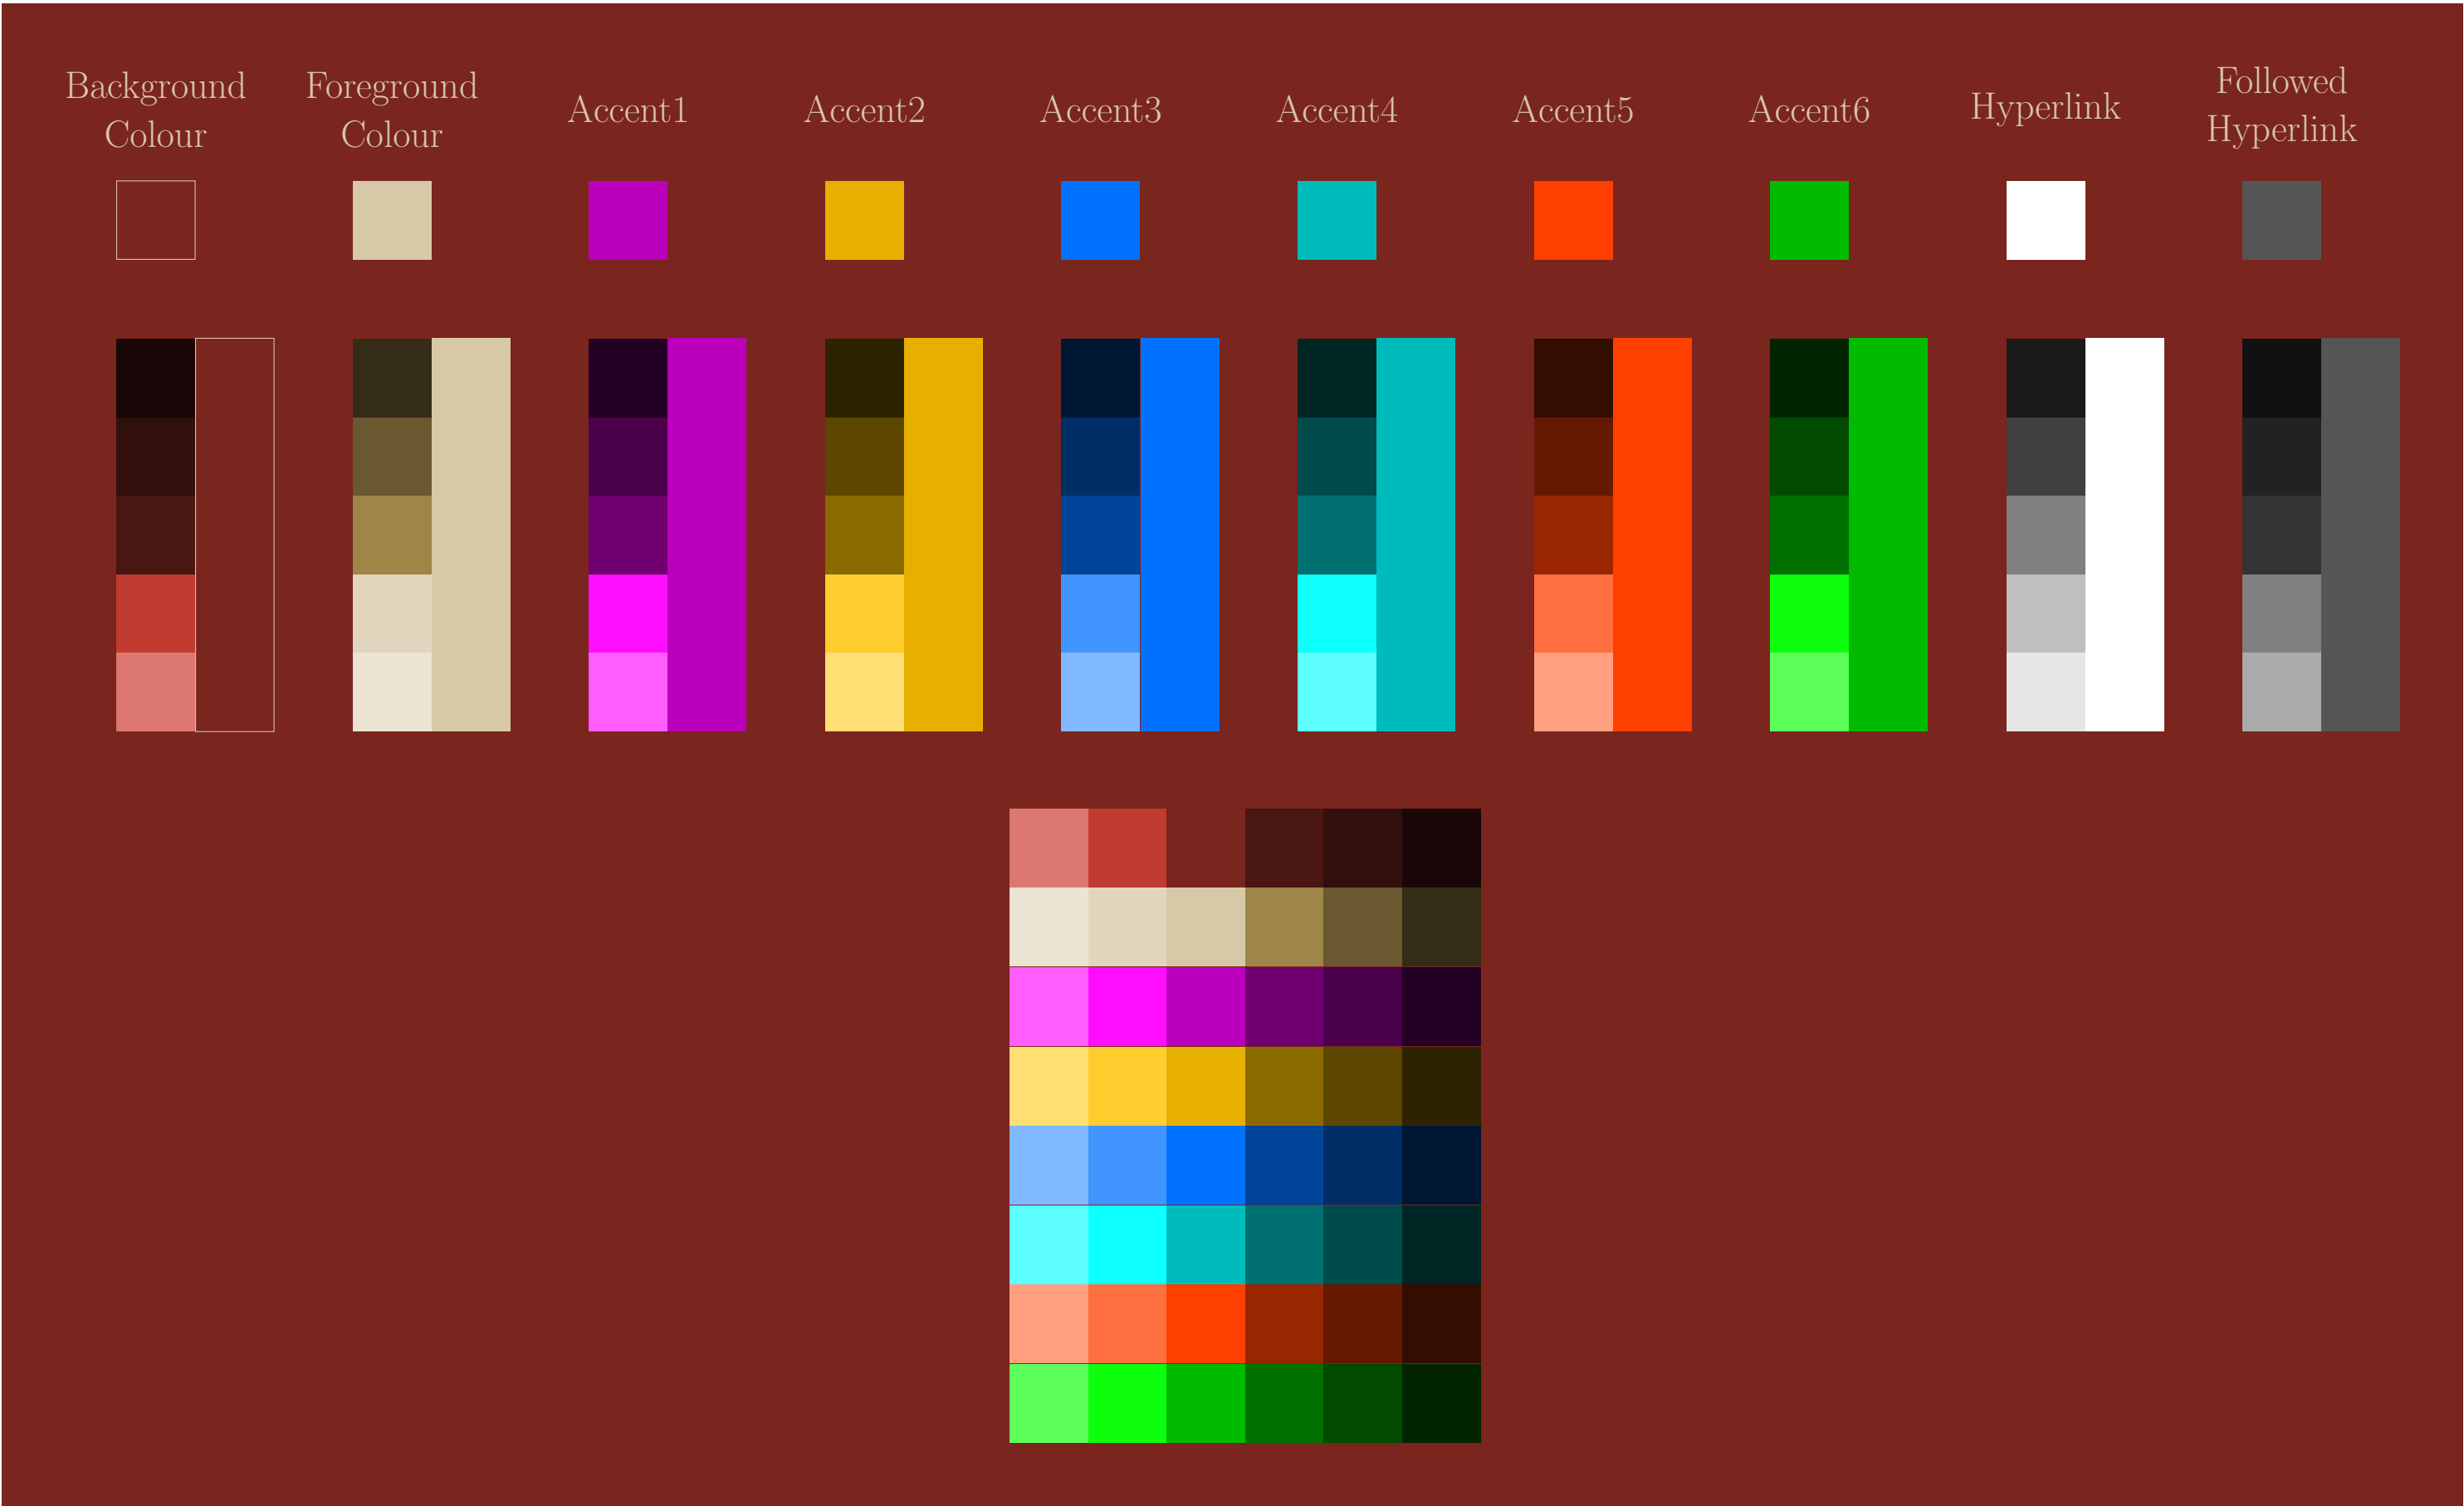 Background
Colour
Foreground
Colour
Accent1
Accent2
Accent3
Accent4
Accent5
Accent6
Hyperlink
Followed
Hyperlink